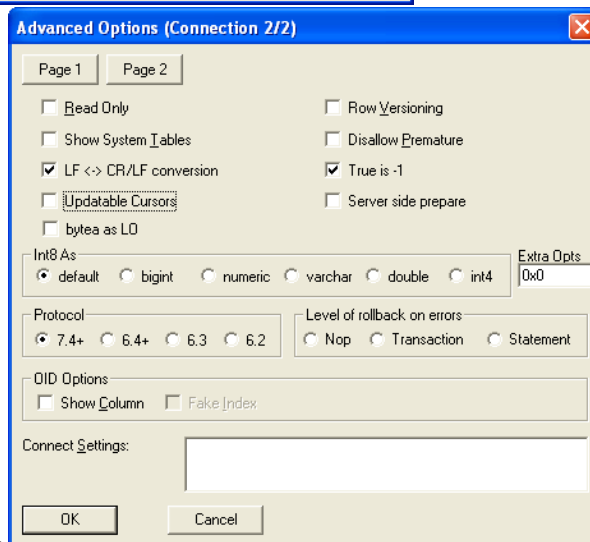 Advanced Options (Connection 2/2)
Page 1 Page 2
Read Only Row Versioning
Show System Tables Disallow Premature
LF <-> CR/LF conversion True is -1
Updatable Cursors Server side prepare
bytea as LO
Int8 As Extra Opts
default bigint numeric varchar double int4 0x0
Protocol Level of rollback on errors
7.4+ 6.4+ 6.3 6.2 Nop Transaction Statement
OID Options
Show Column Fake Index
Connect Settings:
OK Cancel